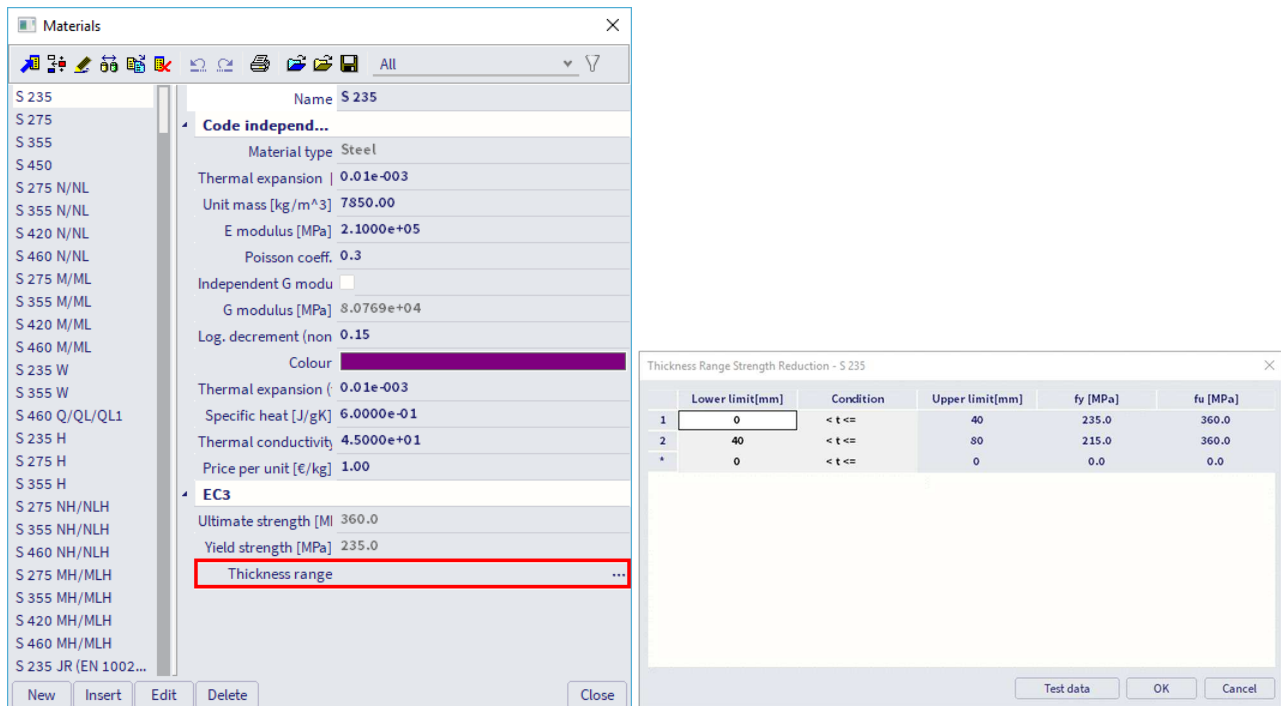 Materials
All
S 235
S 275
S 355
S 450
S 275 N/NL
S 355 N/NL
S 420 N/NL
S 460 N/NL
S 275 M/ML
S 355 M/ML
S 420 M/ML
S 460 M/ML
S 235 W
S 355 W
S 460 Q/QL/QL1
S 235 H
S 275 H
S 355 H
S 275 NH/NLH
S 355 NH/NLH
S 460 NH/NLH
S 275 MH/MLH
S 355 MH/MLH
S 420 MH/MLH
S 460 MH/MLH
S 235 JR (EN 1002...
Name S 235
Code independ...
Material type Steel
Thermal expansion | 0.01e-003
Unit mass [kg/m^3] 7850.00
E modulus [MPa] 2.1000e+05
Poisson coeff. 0.3
Independent G modu
G modulus [MPa] 8.0769e+04
Log. decrement (non 0.15
Colour
Thermal expansion ( 0.01e-003
Specific heat [J/gK] 6.0000e-01
Thermal conductivity 4.5000e+01
Price per unit [€/kg] 1.00
EC3
Ultimate strength [M 360.0
Yield strength [MPa] 235.0
Thickness range ...
New Insert Edit Delete Close
Thickness Range Strength Reduction - S 235
Lower limit[mm] Condition Upper limit[mm] fy [MPa] fu [MPa]
1 0 < t <= 40 235.0 360.0
2 40 < t <= 80 215.0 360.0
* 0 < t <= 0 0.0 0.0
Test data OK Cancel